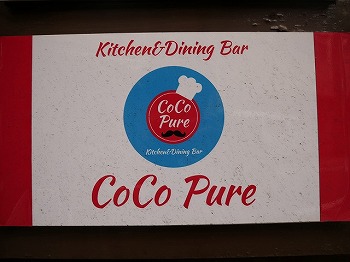 Kitchen&Dining Bar
CoCo
Pure
Kitchen&Dining Bar
CoCo Pure